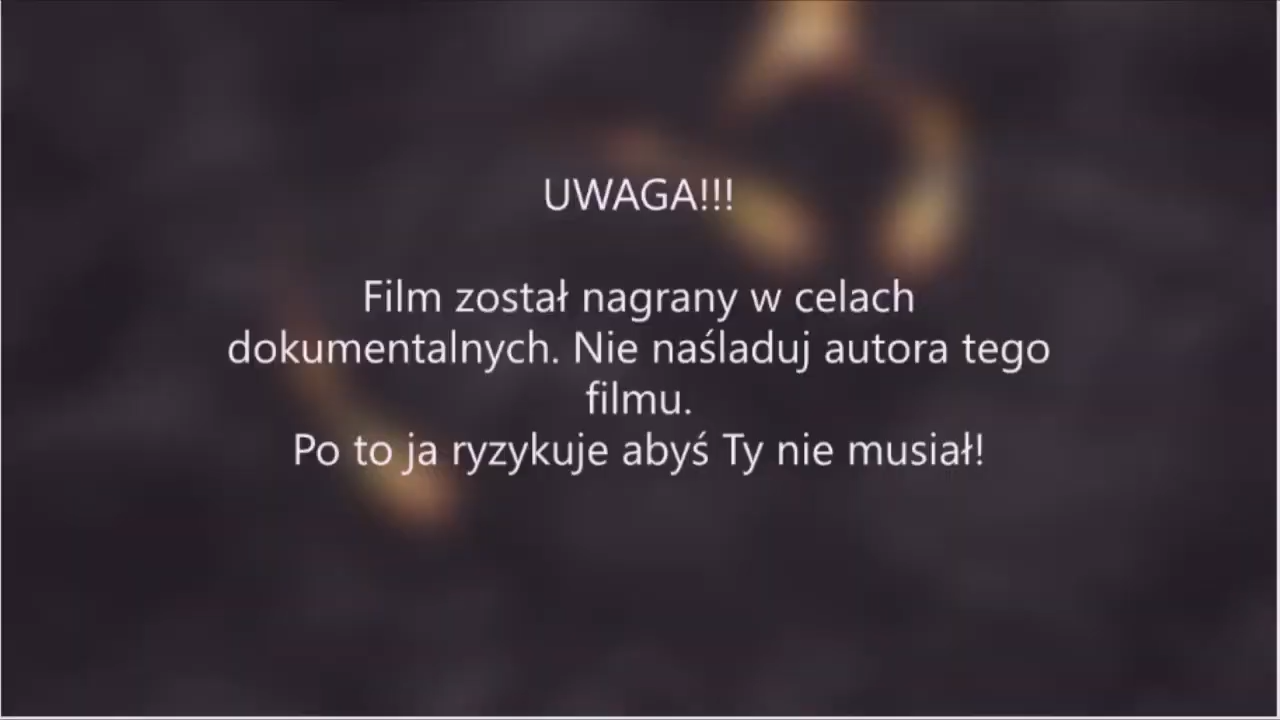 UWAGA!!!
Film został nagrany w celach
dokumentalnych. Nie naśladuj autora tego
filmu.
Po to ja ryzykuje abyś Ty nie musiał!